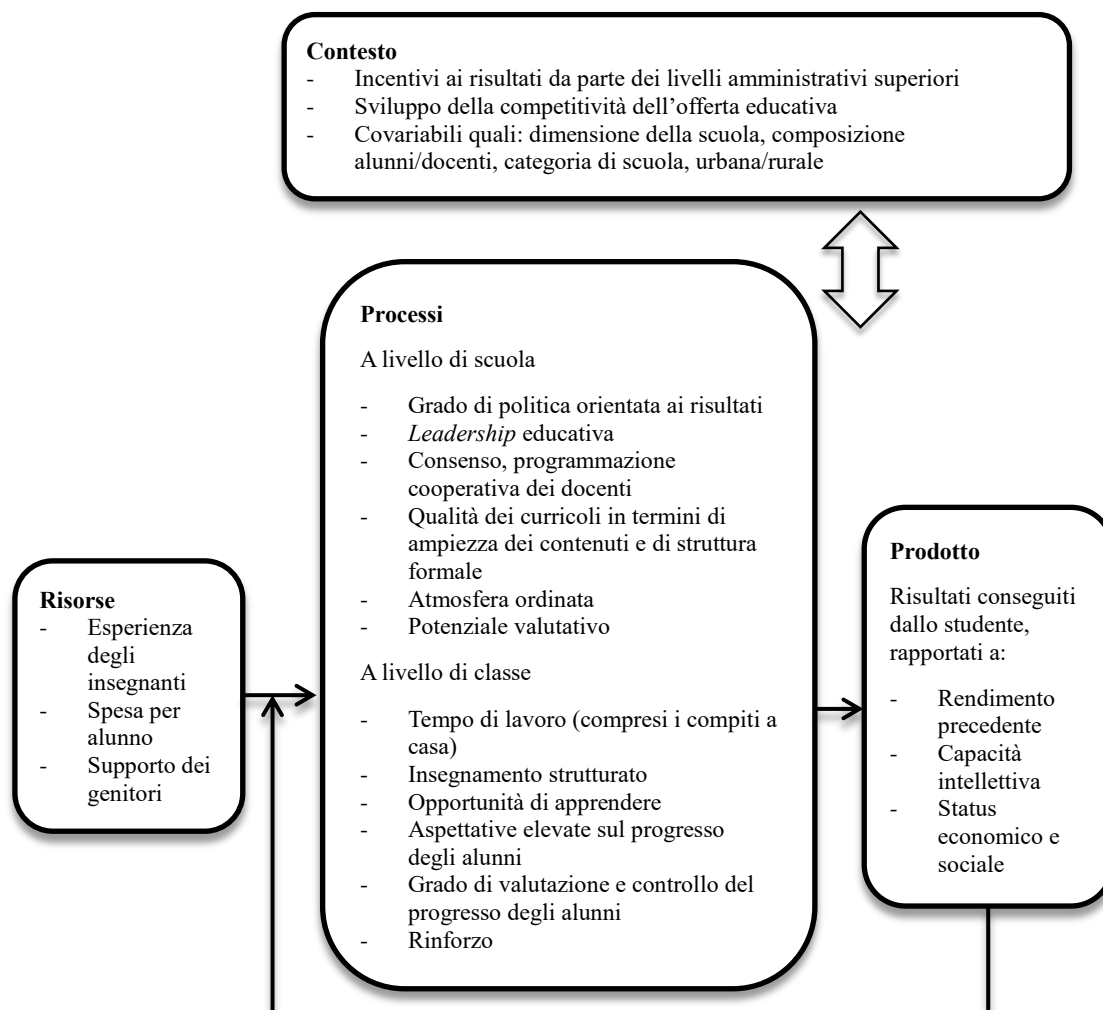 Contesto
- Incentivi ai risultati da parte dei livelli amministrativi superiori
- Sviluppo della competitività dell’offerta educativa
- Covariabili quali: dimensione della scuola, composizione
alunni/docenti, categoria di scuola, urbana/rurale
Risorse
- Esperienza
degli
insegnanti
- Spesa per
alunno
- Supporto dei
genitori
Processi
A livello di scuola
- Grado di politica orientata ai risultati
- Leadership educativa
- Consenso, programmazione
cooperativa dei docenti
- Qualità dei curricoli in termini di
ampiezza dei contenuti e di struttura
formale
- Atmosfera ordinata
- Potenziale valutativo
A livello di classe
- Tempo di lavoro (compresi i compiti a
casa)
- Insegnamento strutturato
- Opportunità di apprendere
- Aspettative elevate sul progresso
degli alunni
- Grado di valutazione e controllo del
progresso degli alunni
- Rinforzo
Prodotto
Risultati conseguiti
dallo studente,
rapportati a:
- Rendimento
precedente
- Capacità
intellettiva
- Status
economico e
sociale